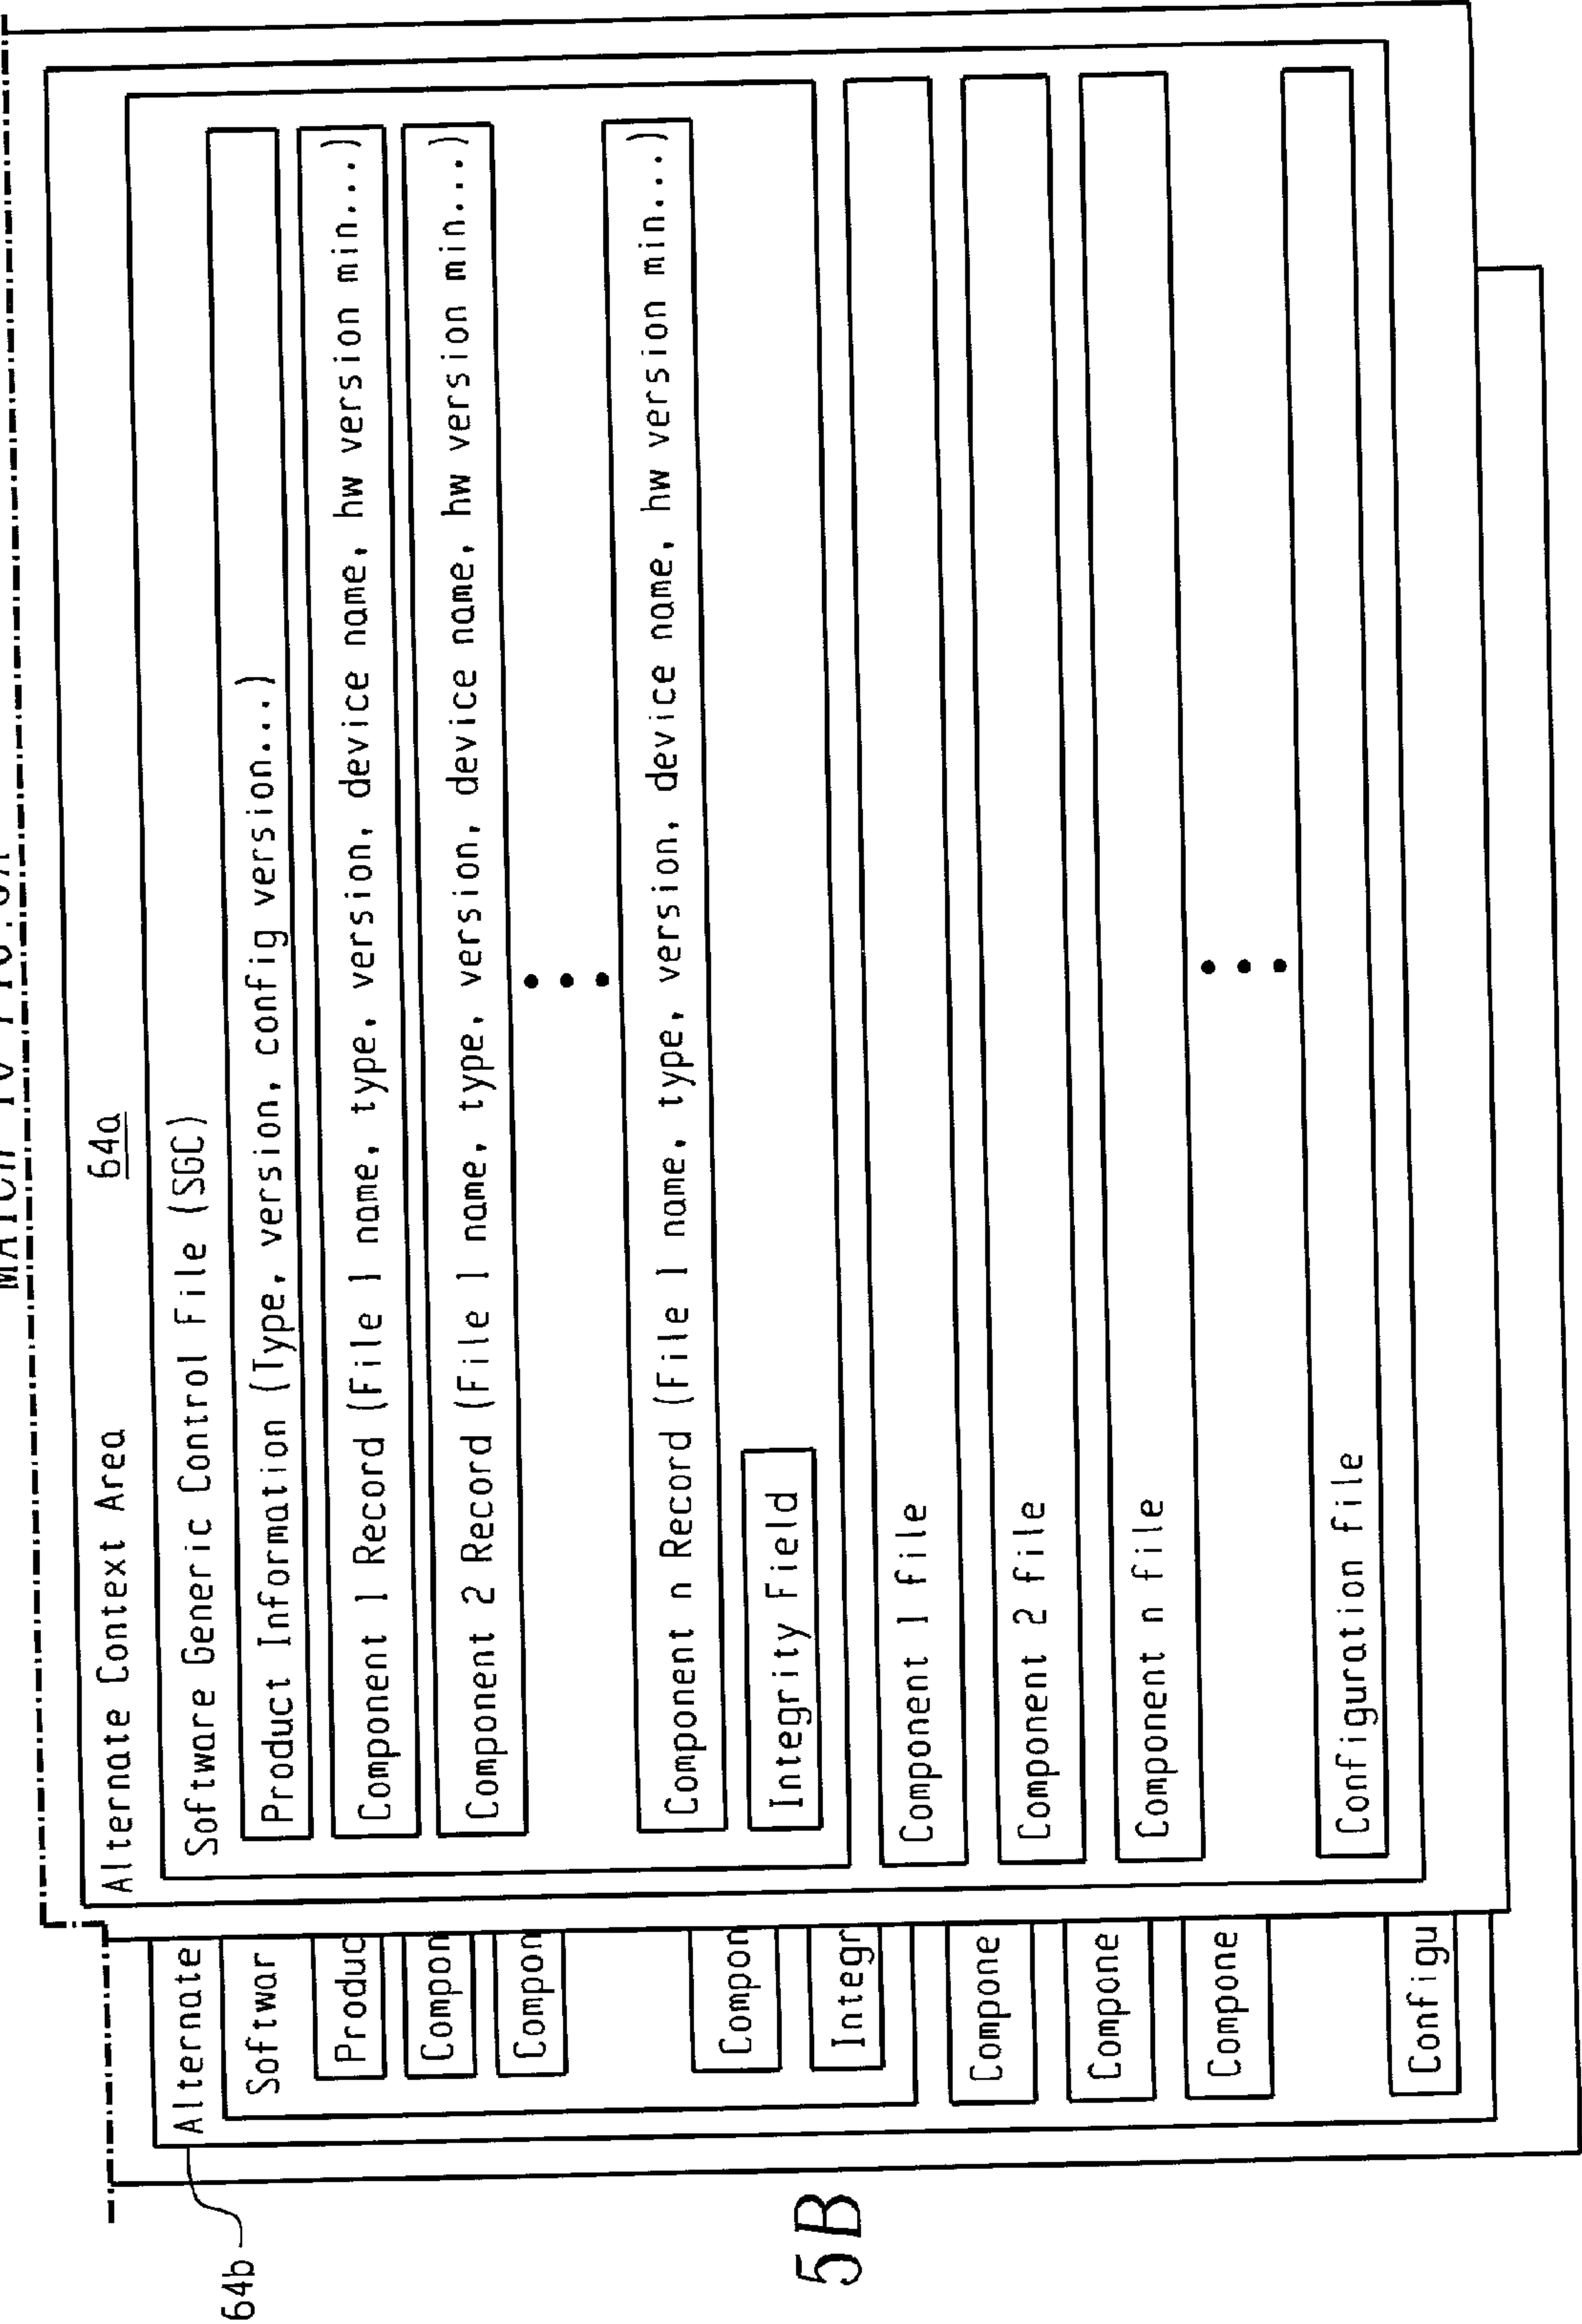 Alternate Context Area
64a
Software Generic Control File (SGC)
Product Information (Type, version, config version...)
Component 1 Record (File 1 name, type, version, device name, hw version min...)
Component 2 Record (File 1 name, type, version, device name, hw version min...)
Component n Record (File 1 name, type, version, device name, hw version min...)
Integrity Field
Component 1 file
Component 2 file
Component n file
Configuration file
64b
Alternate
Softwar
Produc
Compon
Compon
Compon
Integr
Compone
Compone
Compone
Configu
5B